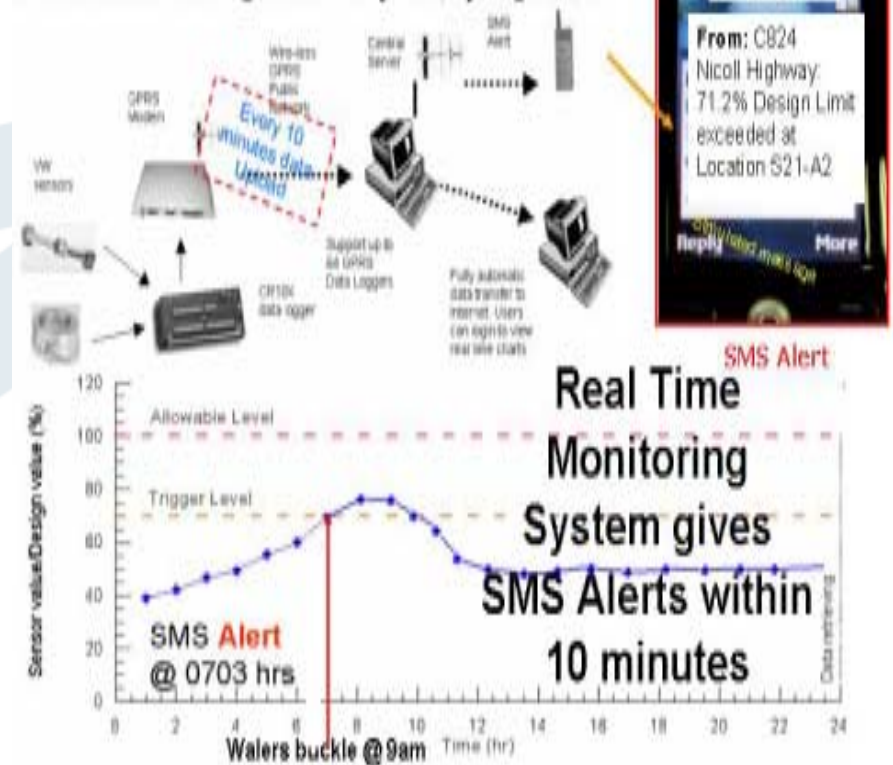 SMS
Alert
Central
Server
Wire-less
GPRS
Public
GPRS
Modem
Every 10
minutes data
Upload
VW
sensors
CR10X
data logger
Support up to
GPRS
Data Loggers
Fully automatic
data transfer to
internet. Users
can login to view
real time charts
From: C824
Nicoll Highway:
71.2% Design Limit
exceeded at
Location S21-A2
message
Reply
More
SMS Alert
Real Time
Monitoring
System gives
SMS Alerts within
10 minutes
Sensor value/Design value (%)
120
100
80
60
40
20
0
Allowable Level
Trigger Level
SMS Alert
@ 0703 hrs
Data retrieving
0 2 4 6 8 10 12 14 16 18 20 22 24
Walers buckle @ 9am
Time (hr)